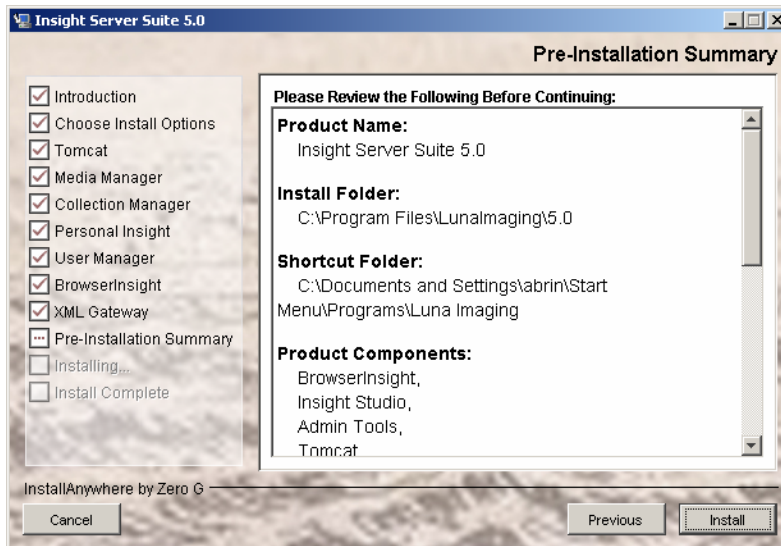 Insight Server Suite 5.0
Pre-Installation Summary
Introduction
Choose Install Options
Tomcat
Media Manager
Collection Manager
Personal Insight
User Manager
BrowserInsight
XML Gateway
Pre-Installation Summary
Installing...
Install Complete
Please Review the Following Before Continuing:
Product Name:
Insight Server Suite 5.0
Install Folder:
C:\Program Files\LunaImaging\5.0
Shortcut Folder:
C:\Documents and Settings\abrin\Start
Menu\Programs\Luna Imaging
Product Components:
BrowserInsight,
Insight Studio,
Admin Tools,
Tomcat
InstallAnywhere by Zero G
Cancel
Previous
Install